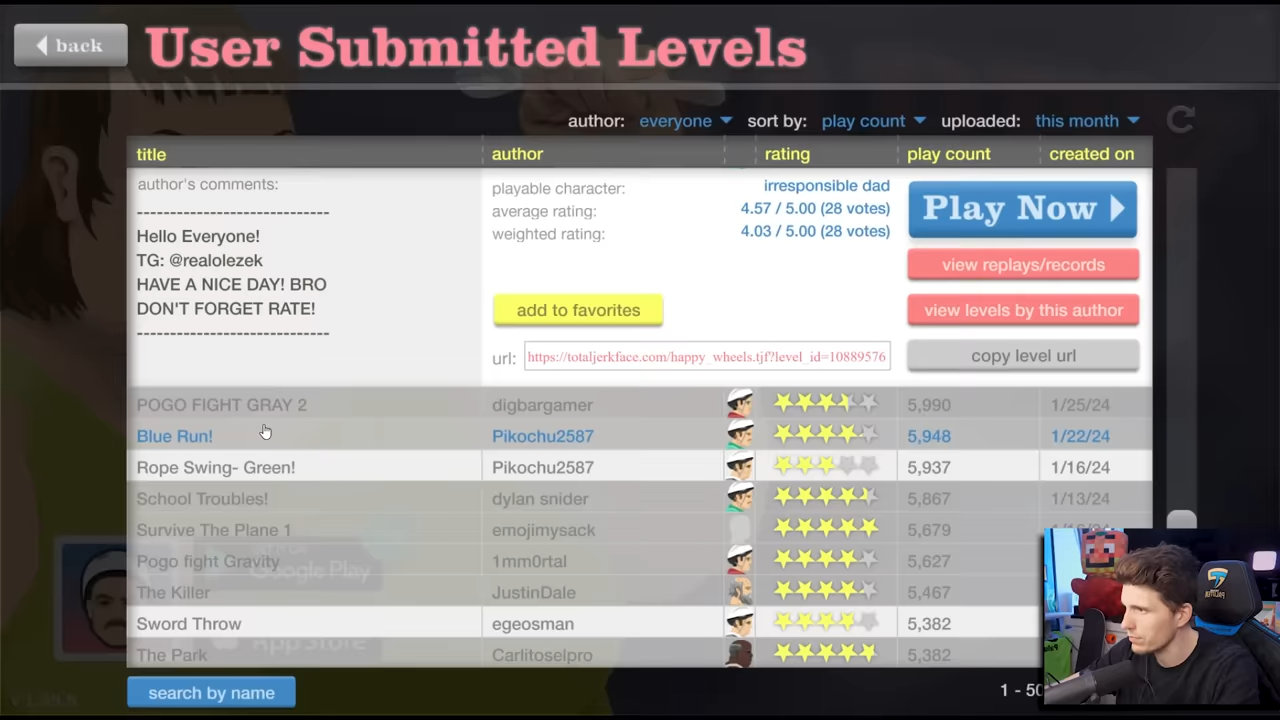 back
User Submitted Levels
author: everyone sort by: play count uploaded: this month
title author rating play count created on
author's comments:
-----------------------------
Hello Everyone!
TG: @realolezek
HAVE A NICE DAY! BRO
DON'T FORGET RATE!
-----------------------------
playable character: irresponsible dad
average rating: 4.57 / 5.00 (28 votes)
weighted rating: 4.03 / 5.00 (28 votes)
add to favorites
url: https://totaljerkface.com/happy_wheels.tjf?level_id=10889576
Play Now
view replays/records
view levels by this author
copy level url
POGO FIGHT GRAY 2 digbargamer 5,990 1/25/24
Blue Run! Pikochu2587 5,948 1/22/24
Rope Swing- Green! Pikochu2587 5,937 1/16/24
School Troubles! dylan snider 5,867 1/13/24
Survive The Plane 1 emojimysack 5,679
Pogo fight Gravity 1mm0rtal 5,627
Google Play
The Killer JustinDale 5,467
Sword Throw egeosman 5,382
App Store
The Park Carlitoselpro 5,382
search by name
1 - 50